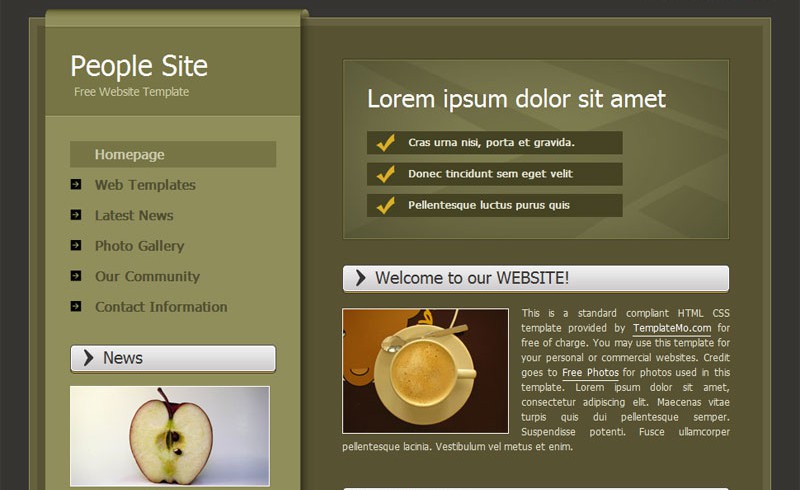 People Site
Free Website Template
Homepage
Web Templates
Latest News
Photo Gallery
Our Community
Contact Information
News
Lorem ipsum dolor sit amet
Cras urna nisi, porta et gravida.
Donec tincidunt sem eget velit
Pellentesque luctus purus quis
Welcome to our WEBSITE!
This is a standard compliant HTML CSS
template provided by TemplateMo.com for
free of charge. You may use this template for
your personal or commercial websites. Credit
goes to Free Photos for photos used in this
template. Lorem ipsum dolor sit amet,
consectetur adipiscing elit. Maecenas vitae
turpis quis dui pellentesque semper.
Suspendisse potenti. Fusce ullamcorper
pellentesque lacinia. Vestibulum vel metus et enim.